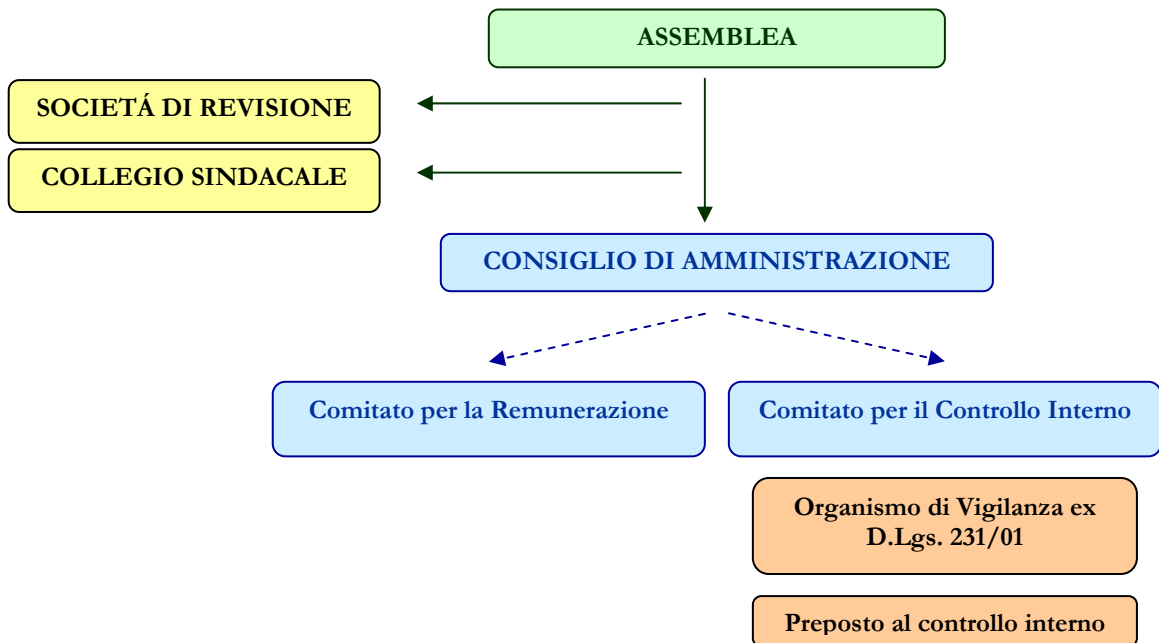 ASSEMBLEA
SOCIETÁ DI REVISIONE
COLLEGIO SINDACALE
CONSIGLIO DI AMMINISTRAZIONE
Comitato per la Remunerazione
Comitato per il Controllo Interno
Organismo di Vigilanza ex
D.Lgs. 231/01
Preposto al controllo interno